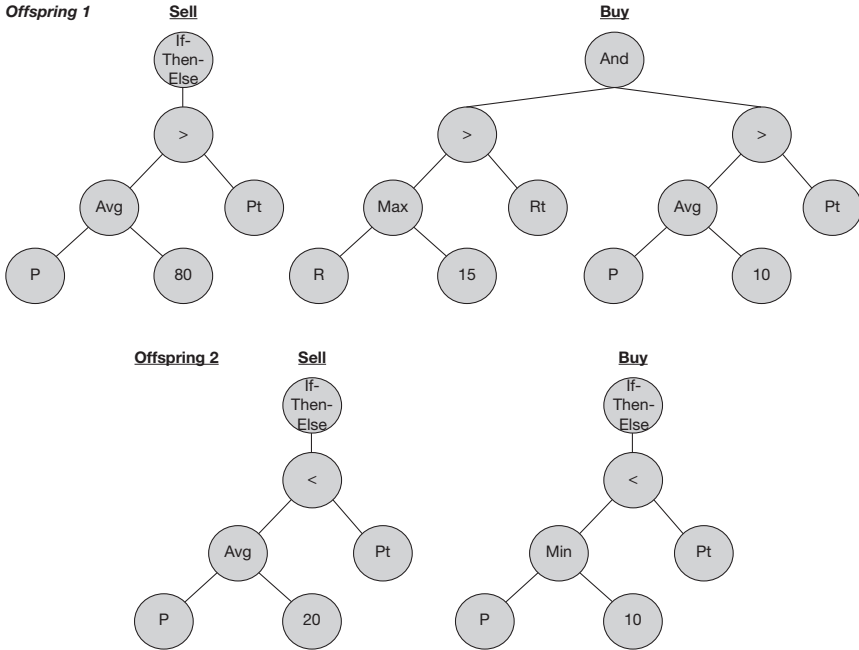 Offspring 1 Sell Buy
If-
Then-
Else
And
> > >
Avg Pt Max Rt Avg Pt
P 80 R 15 P 10
Offspring 2 Sell Buy
If-
Then-
Else
If-
Then-
Else
< <
Avg Pt Min Pt
P 20 P 10